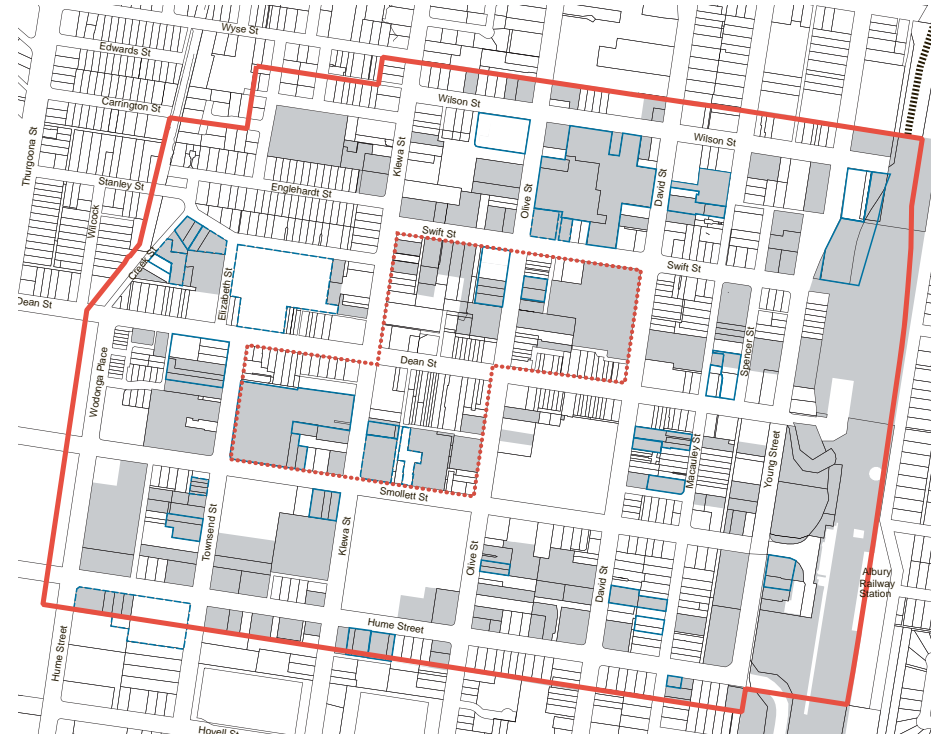 Wyse St
Edwards St
Carrington St
Wilson St
Wilson St
Thurgoona St
Klewa St
Stanley St
Englehardt St
David St
Olive St
Wilcock
Swift St
Creek St
Swift St
Elizabeth St
Dean St
Spencer St
Dean St
Wodonga Place
Macauley St
Young Street
Smollett St
Townsend St
Klewa St
Olive St
David St
Albury
Railway
Station
Hume Street
Hume Street
Hovell St